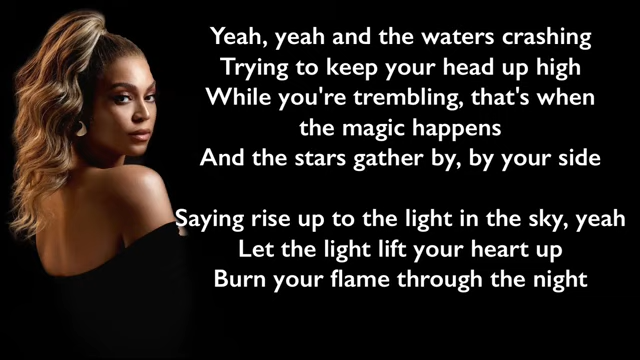 Yeah, yeah and the waters crashing
Trying to keep your head up high
While you're trembling, that's when
the magic happens
And the stars gather by, by your side
Saying rise up to the light in the sky, yeah
Let the light lift your heart up
Burn your flame through the night